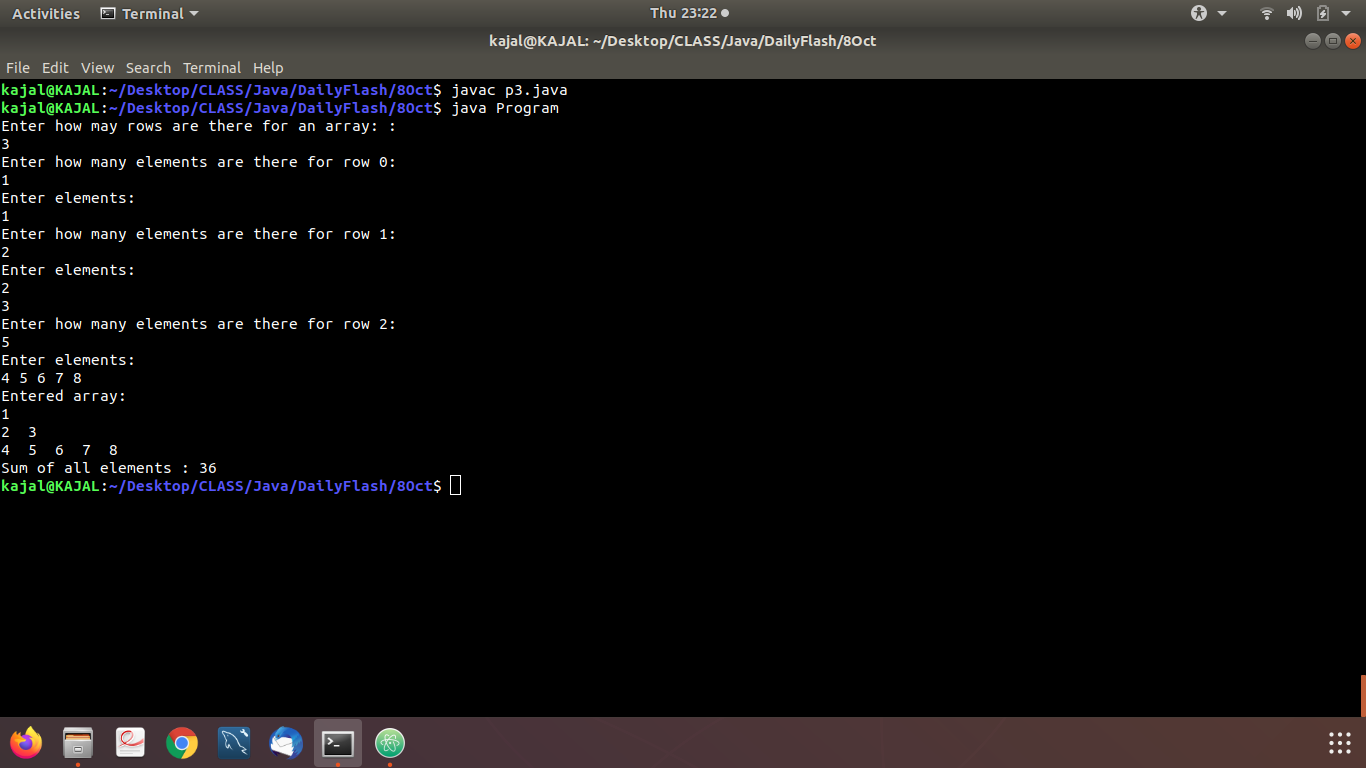 Activities Terminal Thu 23:22
kajal@KAJAL: ~/Desktop/CLASS/Java/DailyFlash/8Oct
File Edit View Search Terminal Help
kajal@KAJAL:~/Desktop/CLASS/Java/DailyFlash/8Oct$ javac p3.java
kajal@KAJAL:~/Desktop/CLASS/Java/DailyFlash/8Oct$ java Program
Enter how may rows are there for an array: :
3
Enter how many elements are there for row 0:
1
Enter elements:
1
Enter how many elements are there for row 1:
2
Enter elements:
2
3
Enter how many elements are there for row 2:
5
Enter elements:
4 5 6 7 8
Entered array:
1
2  3
4  5  6  7  8
Sum of all elements : 36
kajal@KAJAL:~/Desktop/CLASS/Java/DailyFlash/8Oct$